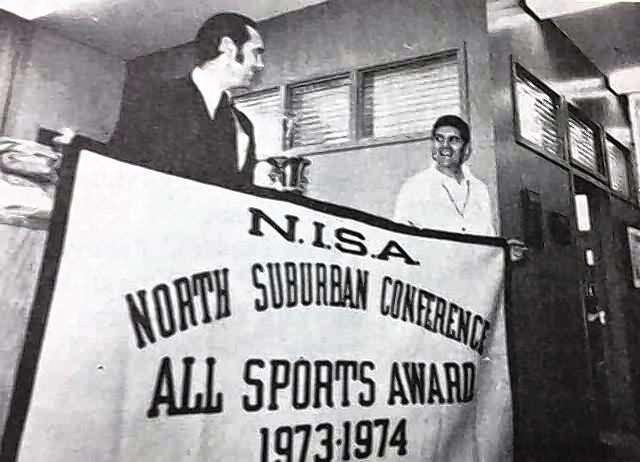 N.I.S.A
NORTH SUBURBAN CONFERENCE
ALL SPORTS AWARD
1973-1974